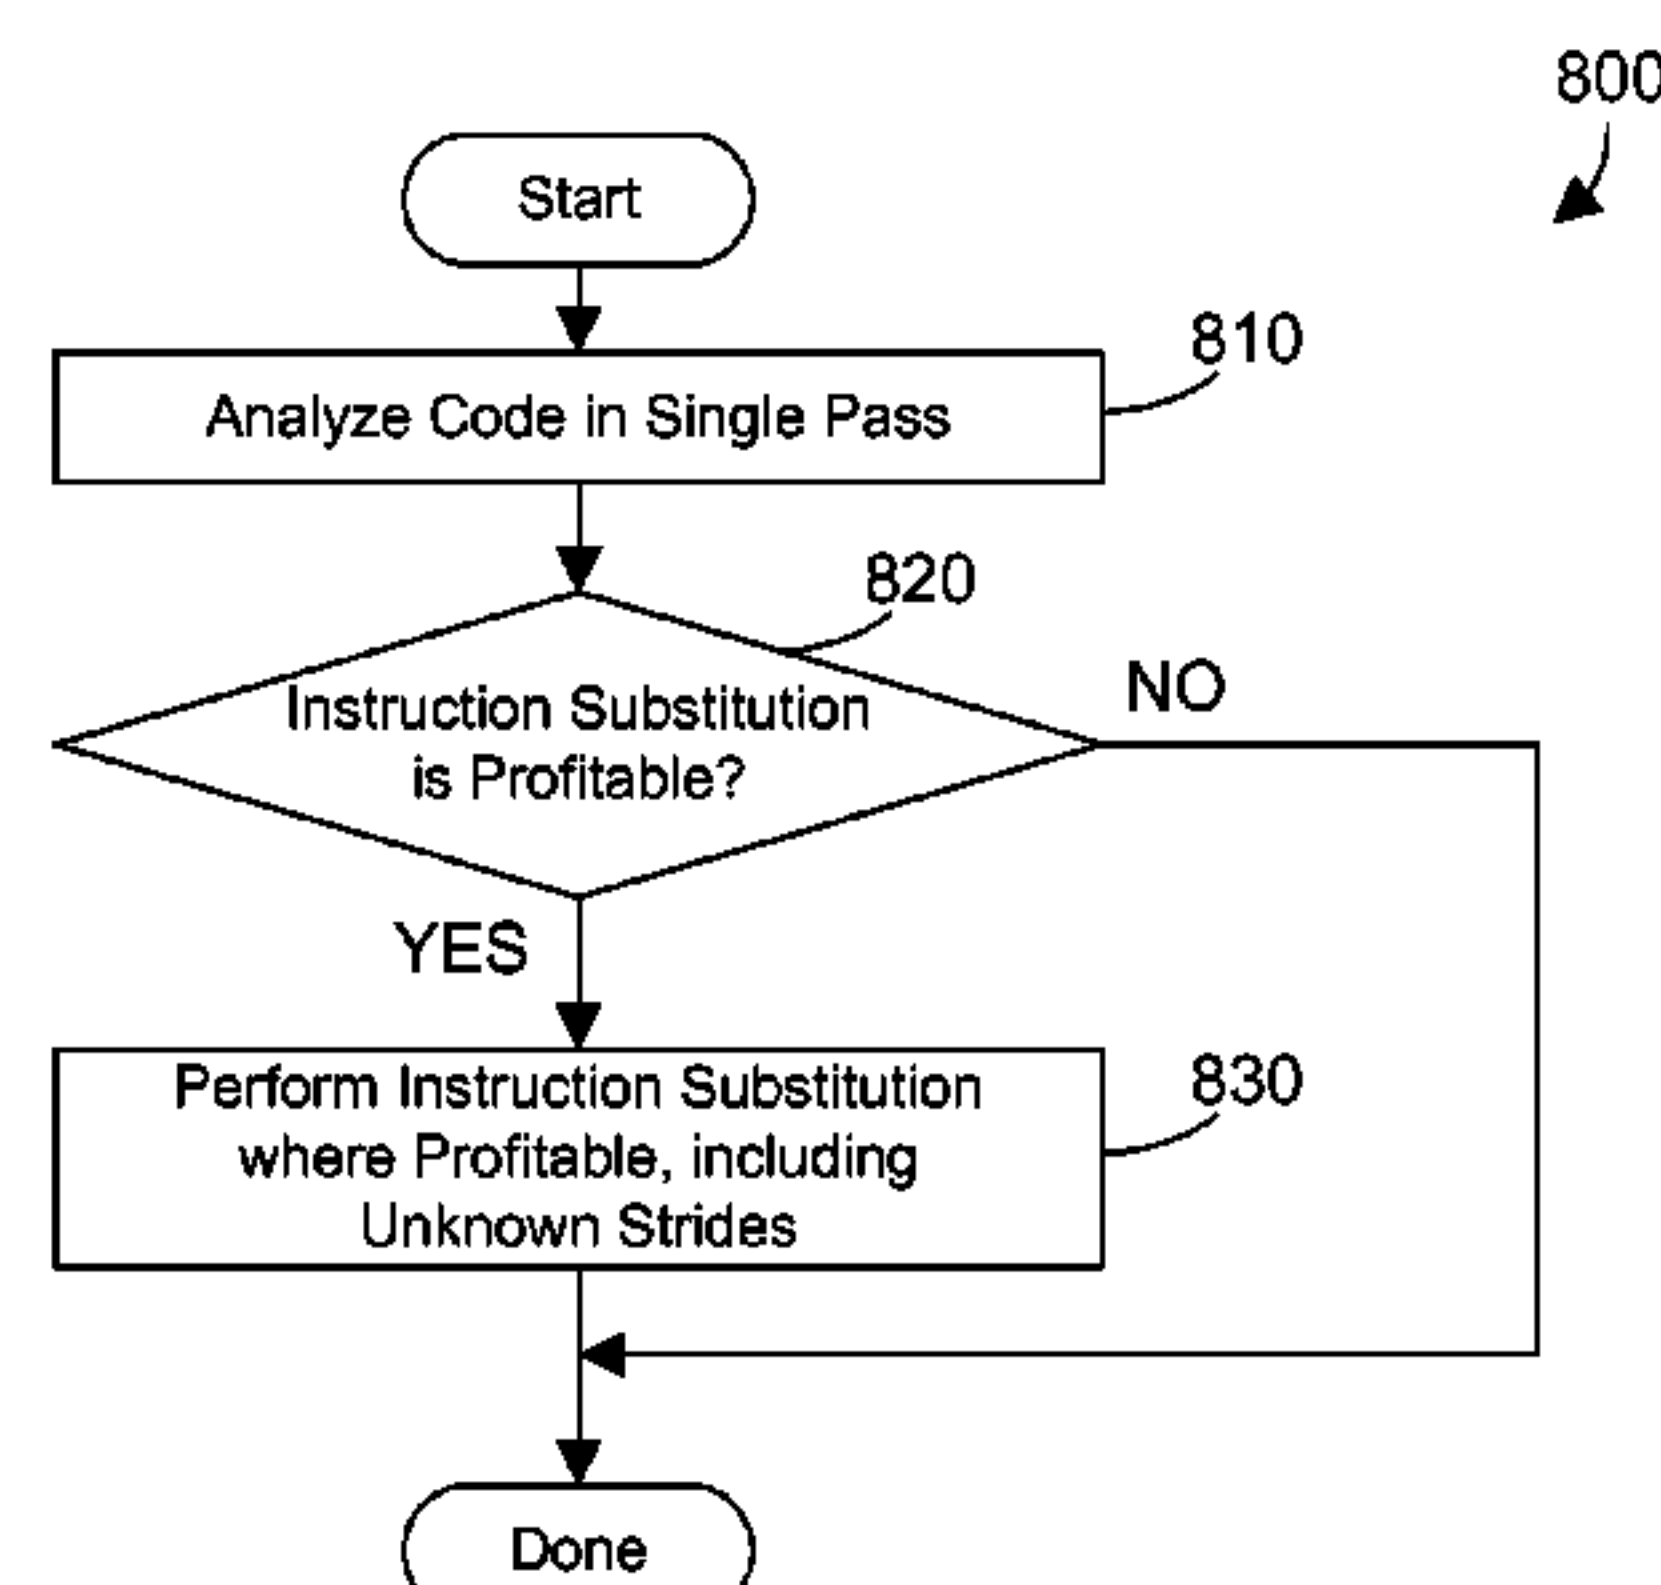 800
Start
810
Analyze Code in Single Pass
820
NO
Instruction Substitution
is Profitable?
YES
830
Perform Instruction Substitution
where Profitable, including
Unknown Strides
Done